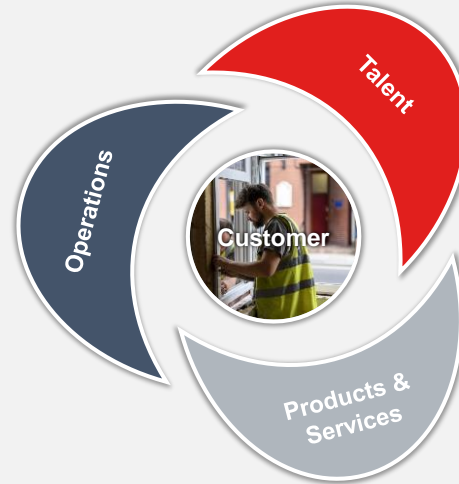 Talent
Operations
Customer
Products &
Services